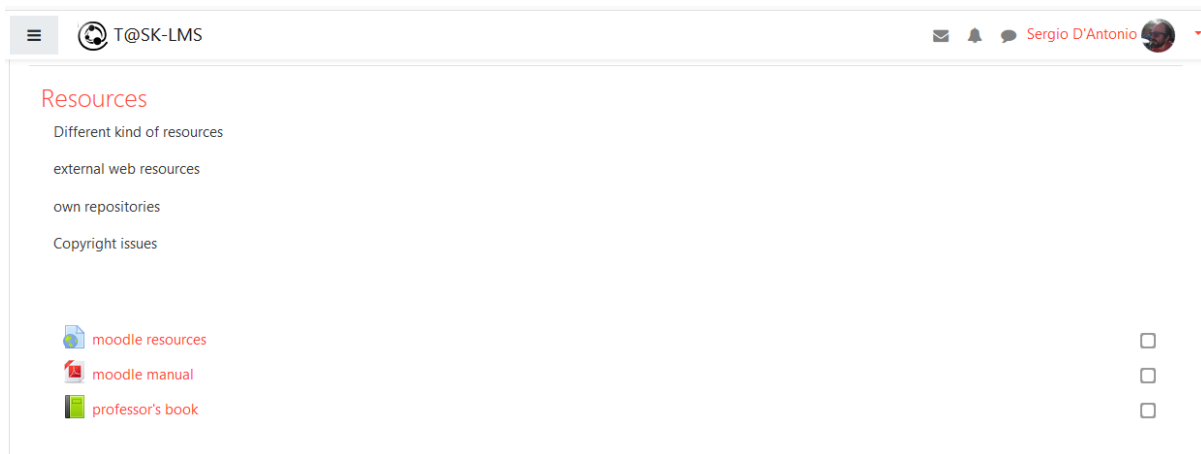 T@SK-LMS
Sergio D'Antonio
Resources
Different kind of resources
external web resources
own repositories
Copyright issues
moodle resources
moodle manual
professor's book